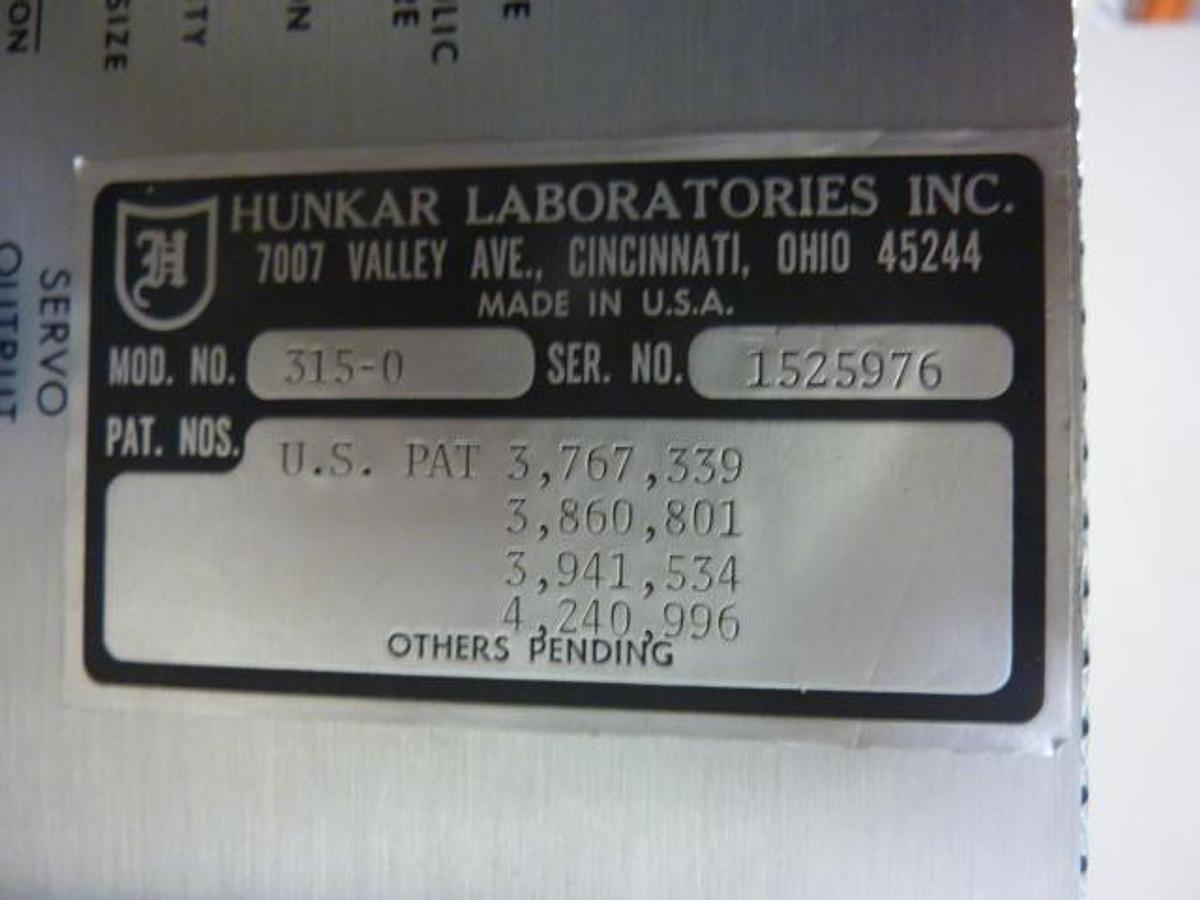 HUNKAR LABORATORIES INC.
7007 VALLEY AVE., CINCINNATI, OHIO 45244
MADE IN U.S.A.
MOD. NO. 315-0 SER. NO. 1525976
PAT. NOS.
U.S. PAT 3,767,339
3,860,801
3,941,534
4,240,996
OTHERS PENDING
SERVO
SIZE